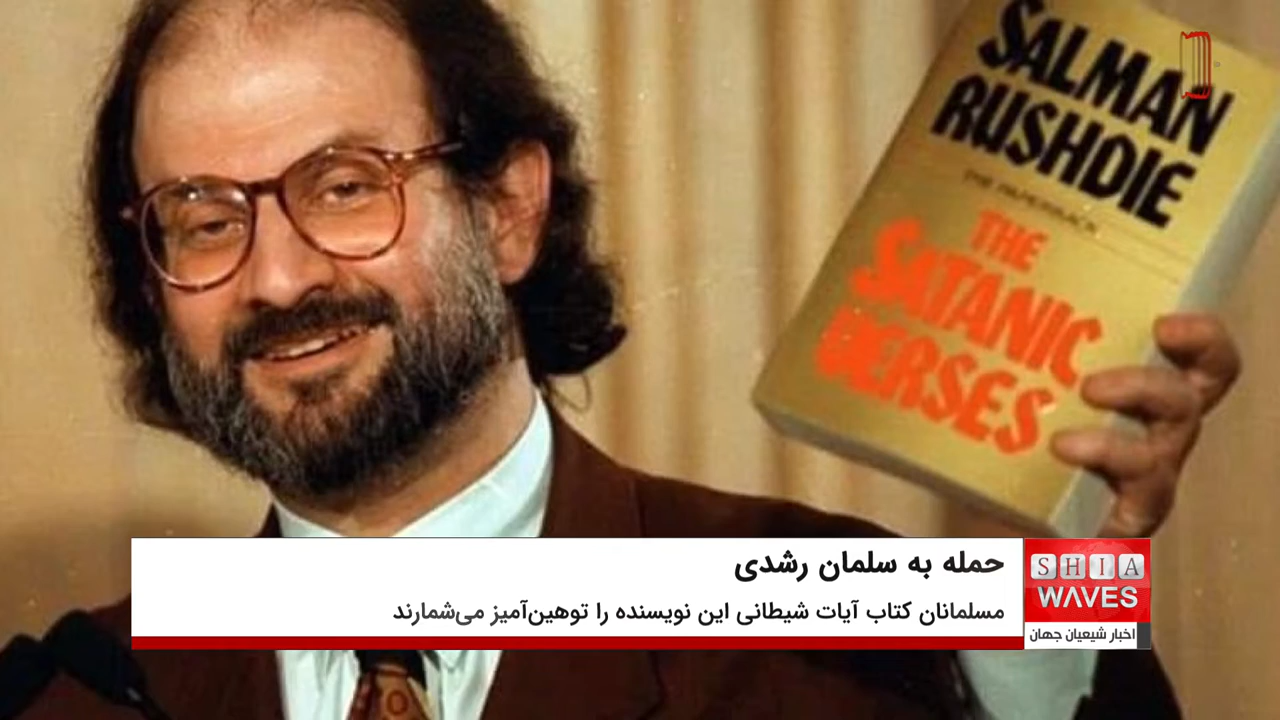 SALMAN
RUSHDIE
THE PAPERBACK
THE
SATANIC
VERSES
حمله به سلمان رشدی
مسلمانان کتاب آیات شیطانی این نویسنده را توهین‌آمیز می‌شمارند
SHIA
WAVES
اخبار شیعیان جهان